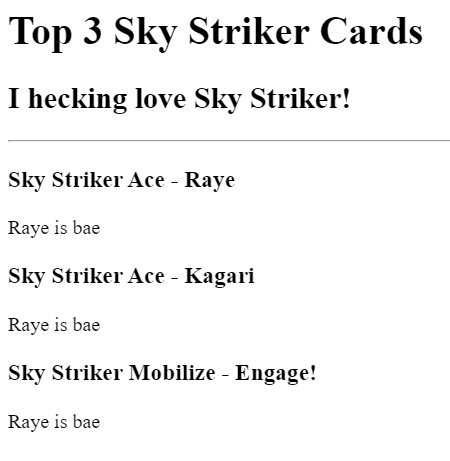 Top 3 Sky Striker Cards
I hecking love Sky Striker!
Sky Striker Ace - Raye
Raye is bae
Sky Striker Ace - Kagari
Raye is bae
Sky Striker Mobilize - Engage!
Raye is bae